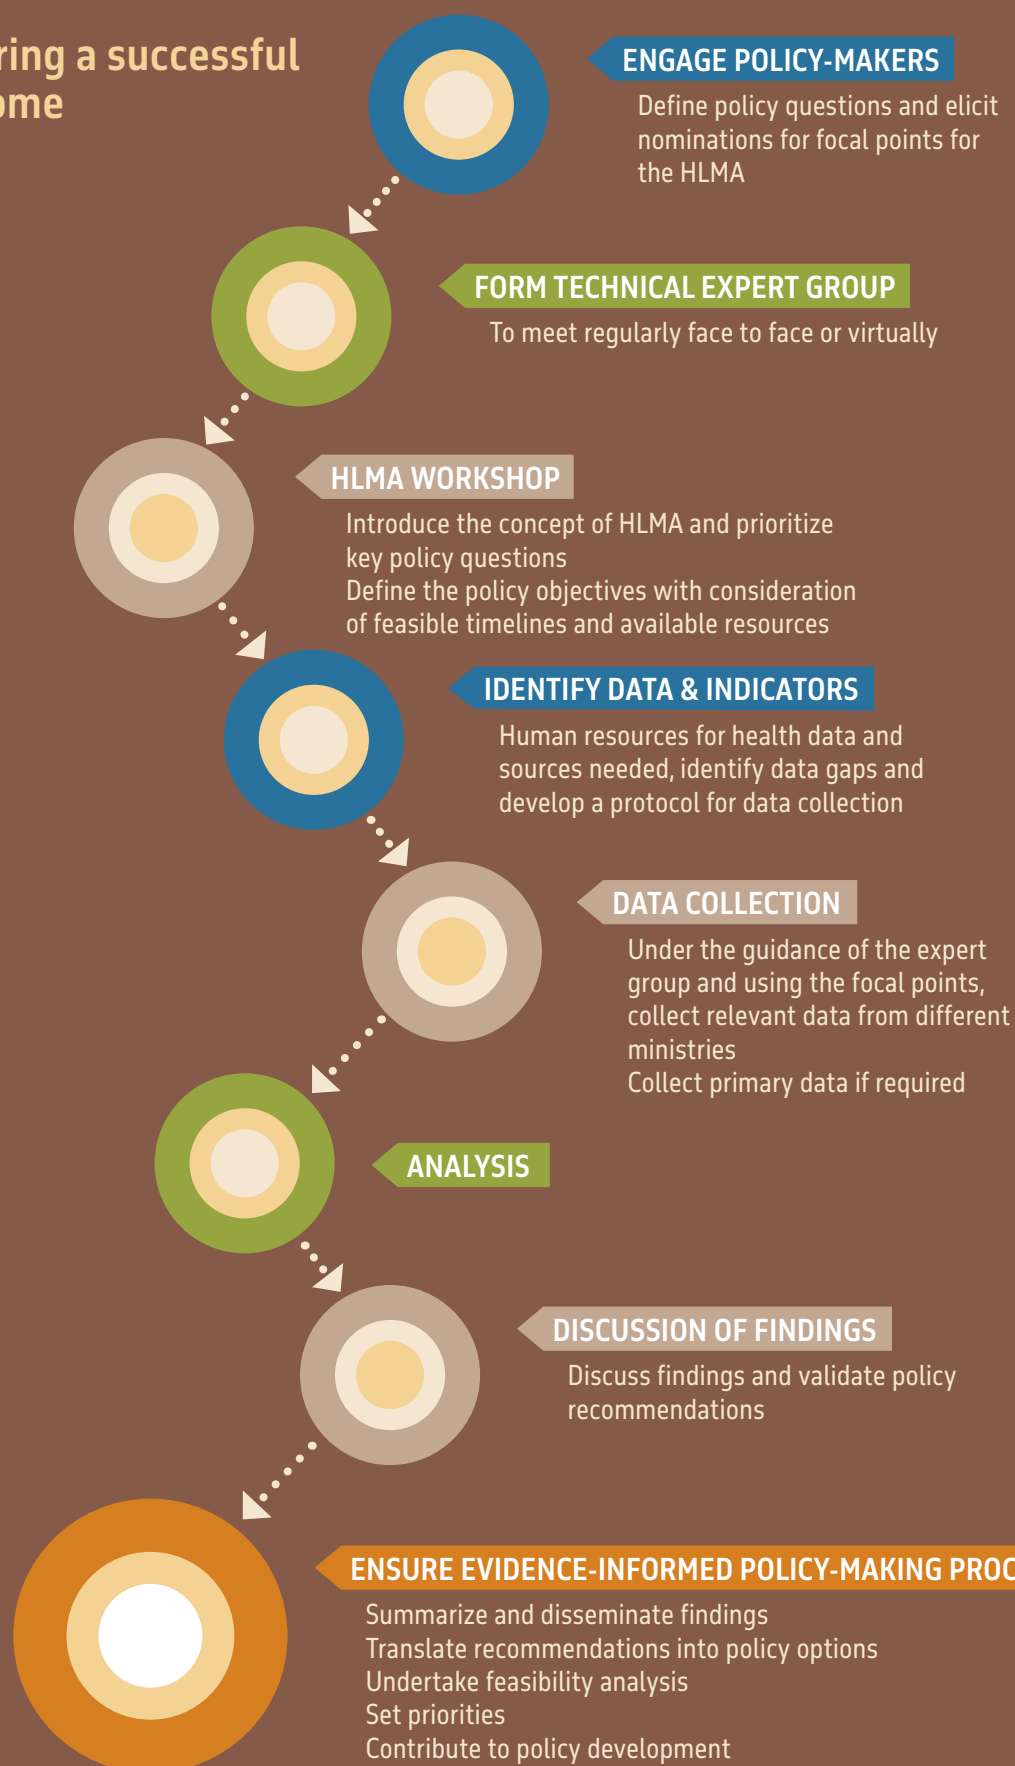 ring a successful
ome
ENGAGE POLICY-MAKERS
Define policy questions and elicit
nominations for focal points for
the HLMA
FORM TECHNICAL EXPERT GROUP
To meet regularly face to face or virtually
HLMA WORKSHOP
Introduce the concept of HLMA and prioritize
key policy questions
Define the policy objectives with consideration
of feasible timelines and available resources
IDENTIFY DATA & INDICATORS
Human resources for health data and
sources needed, identify data gaps and
develop a protocol for data collection
DATA COLLECTION
Under the guidance of the expert
group and using the focal points,
collect relevant data from different
ministries
Collect primary data if required
ANALYSIS
DISCUSSION OF FINDINGS
Discuss findings and validate policy
recommendations
ENSURE EVIDENCE-INFORMED POLICY-MAKING PROC
Summarize and disseminate findings
Translate recommendations into policy options
Undertake feasibility analysis
Set priorities
Contribute to policy development